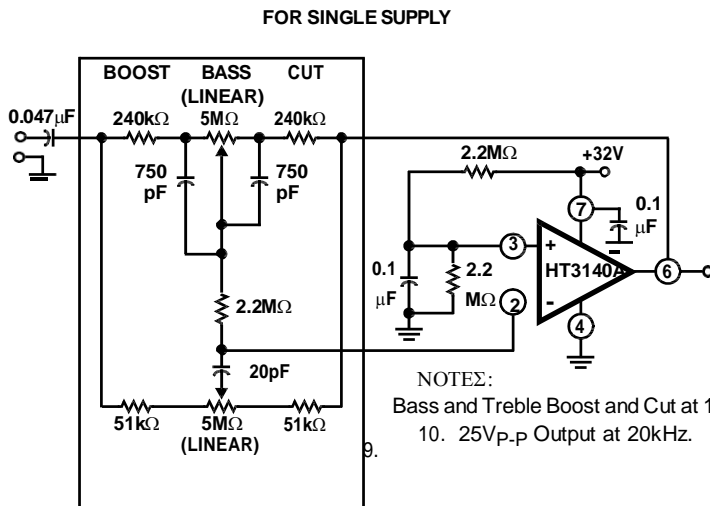 FOR SINGLE SUPPLY
BOOST BASS CUT
(LINEAR)
0.047μF
240kΩ 5MΩ 240kΩ
750
pF
750
pF
2.2MΩ
+32V
7
0.1
μF
3
+
HT3140A
6
0.1
μF
2.2
MΩ
2
-
4
2.2MΩ
20pF
51kΩ 5MΩ 51kΩ
(LINEAR)
NOTEΣ:
9.
Bass and Treble Boost and Cut at 1
10. 25VP-P Output at 20kHz.